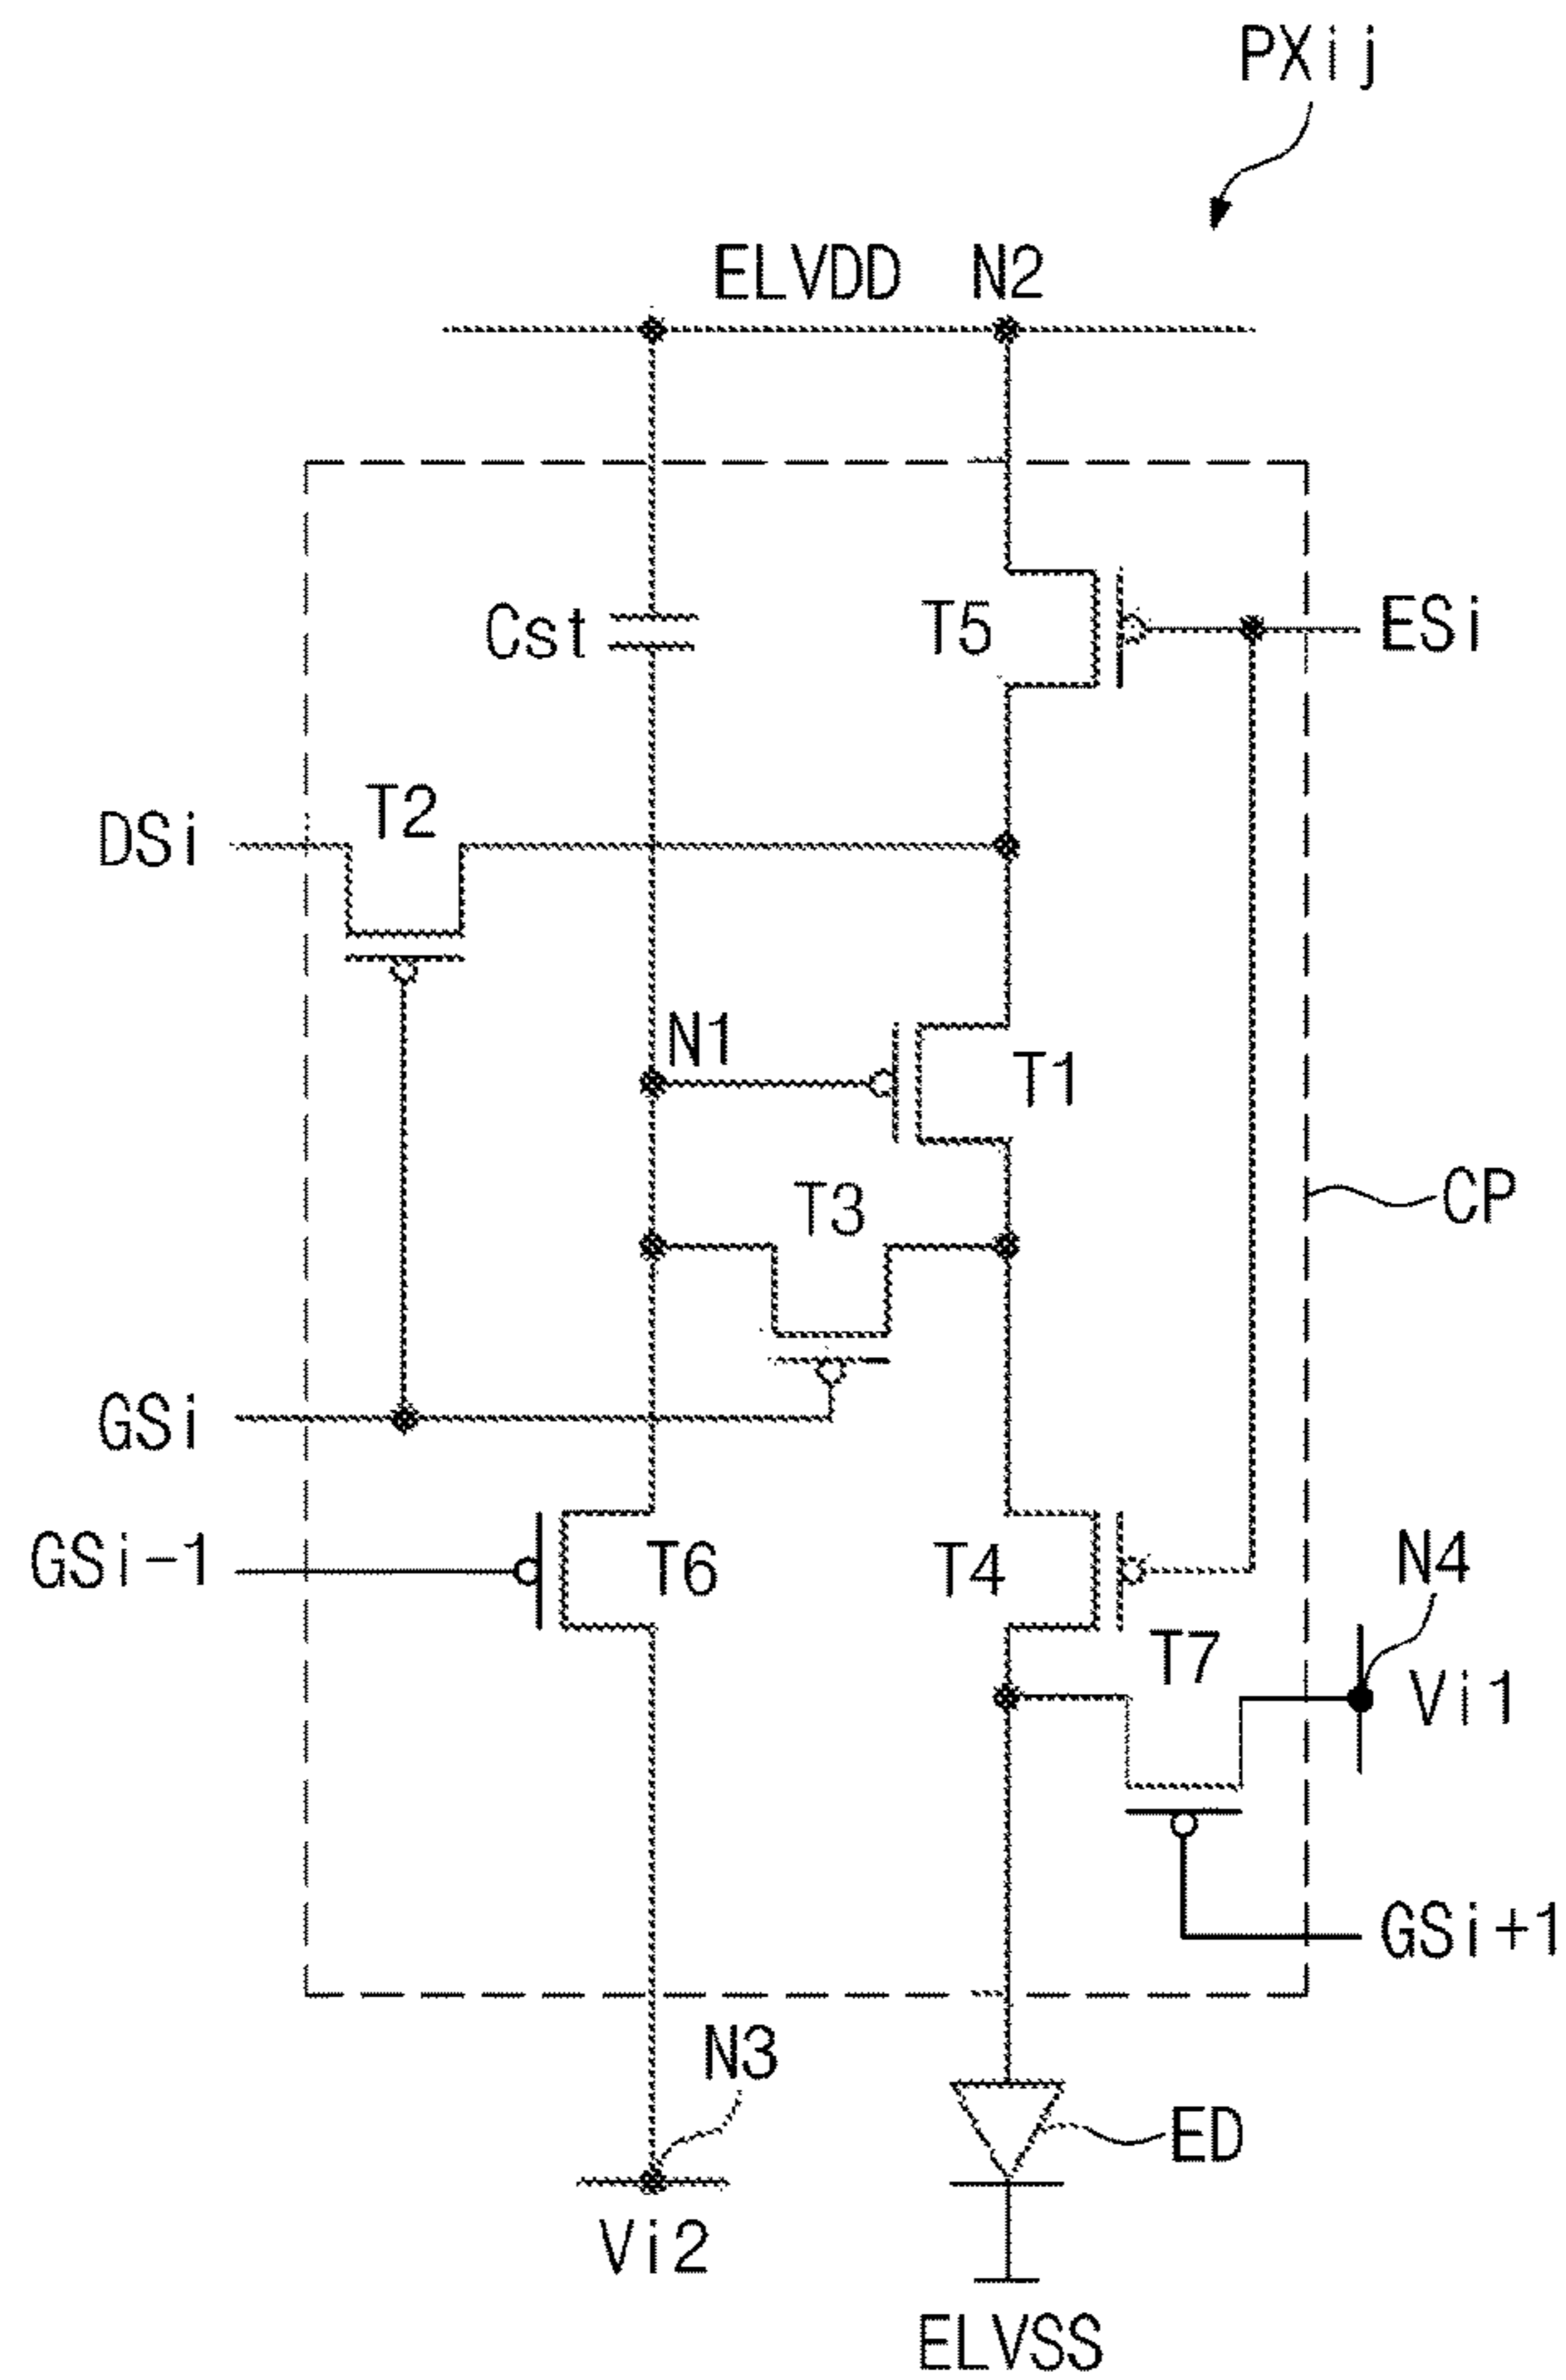 PXij
ELVDD N2
Cst
T5
ESi
DSi
T2
N1
T1
T3
CP
GSi
GSi-1
T6
T4
N4
T7
Vi1
GSi+1
N3
ED
Vi2
ELVSS